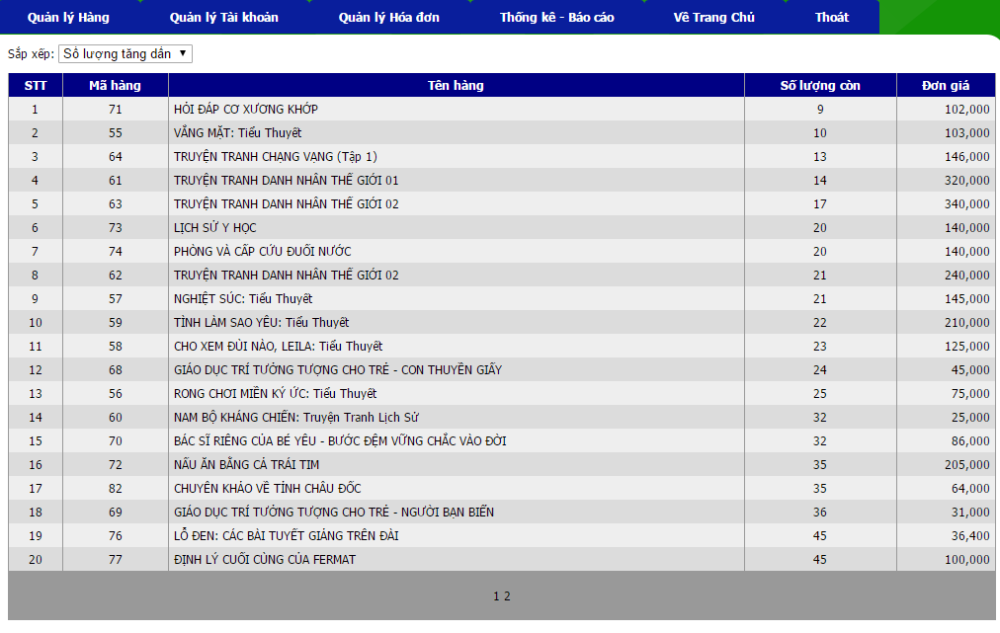 Quản lý Hàng Quản lý Tài khoản Quản lý Hóa đơn Thống kê - Báo cáo Về Trang Chủ Thoát
Sắp xếp: Số lượng tăng dần ▼
STT Mã hàng Tên hàng Số lượng còn Đơn giá
1 71 HỎI ĐÁP CƠ XƯƠNG KHỚP 9 102,000
2 55 VẮNG MẶT: Tiểu Thuyết 10 103,000
3 64 TRUYỆN TRANH CHẠNG VẠNG (Tập 1) 13 146,000
4 61 TRUYỆN TRANH DANH NHÂN THẾ GIỚI 01 14 320,000
5 63 TRUYỆN TRANH DANH NHÂN THẾ GIỚI 02 17 340,000
6 73 LỊCH SỬ Y HỌC 20 140,000
7 74 PHÒNG VÀ CẤP CỨU ĐUỐI NƯỚC 20 140,000
8 62 TRUYỆN TRANH DANH NHÂN THẾ GIỚI 02 21 240,000
9 57 NGHIỆT SÚC: Tiểu Thuyết 21 145,000
10 59 TÌNH LÀM SAO YÊU: Tiểu Thuyết 22 210,000
11 58 CHO XEM ĐÙI NÀO, LEILA: Tiểu Thuyết 23 125,000
12 68 GIÁO DỤC TRÍ TƯỞNG TƯỢNG CHO TRẺ - CON THUYỀN GIẤY 24 45,000
13 56 RONG CHƠI MIỀN KÝ ỨC: Tiểu Thuyết 25 75,000
14 60 NAM BỘ KHÁNG CHIẾN: Truyện Tranh Lịch Sử 32 25,000
15 70 BÁC SĨ RIÊNG CỦA BÉ YÊU - BƯỚC ĐỆM VỮNG CHẮC VÀO ĐỜI 32 86,000
16 72 NẤU ĂN BẰNG CẢ TRÁI TIM 35 205,000
17 82 CHUYÊN KHẢO VỀ TỈNH CHÂU ĐỐC 35 64,000
18 69 GIÁO DỤC TRÍ TƯỞNG TƯỢNG CHO TRẺ - NGƯỜI BẠN BIỂN 36 31,000
19 76 LỖ ĐEN: CÁC BÀI TUYẾT GIẢNG TRÊN ĐÀI 45 36,400
20 77 ĐỊNH LÝ CUỐI CÙNG CỦA FERMAT 45 100,000
1 2